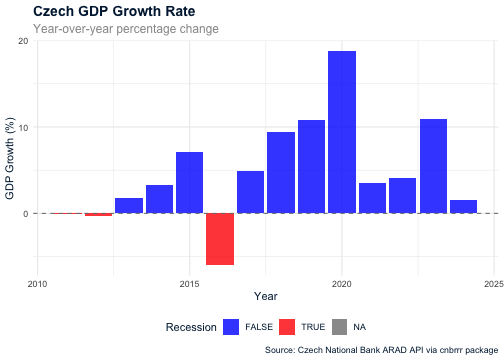 Czech GDP Growth Rate
Year-over-year percentage change
20
10
0
GDP Growth (%)
2010
2015
2020
2025
Year
Recession FALSE TRUE NA
Source: Czech National Bank ARAD API via cnbrrr package